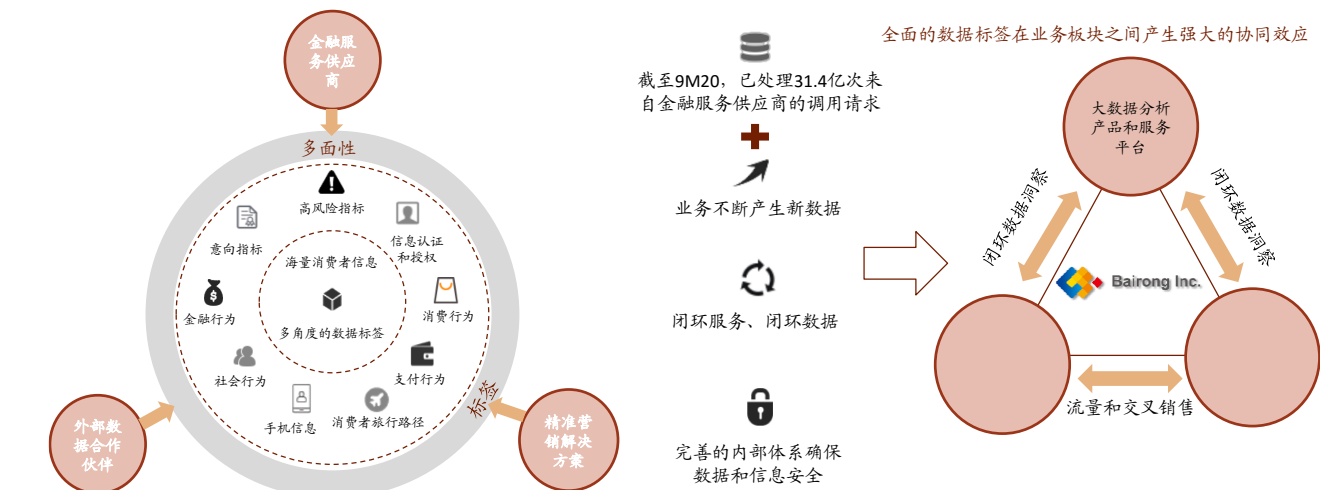 金融服
务供应
商
多面性
高风险指标
意向指标
信息认证
和授权
海量消费者信息
金融行为
消费行为
多角度的数据标签
社会行为
支付行为
手机信息
消费者旅行路径
标签
外部数
据合作
伙伴
精准营
销解决
方案
截至9M20，已处理31.4亿次来
自金融服务供应商的调用请求
业务不断产生新数据
闭环服务、闭环数据
完善的内部体系确保
数据和信息安全
全面的数据标签在业务板块之间产生强大的协同效应
大数据分析
产品和服务
平台
闭环数据洞察
闭环数据洞察
Bairong Inc.
流量和交叉销售